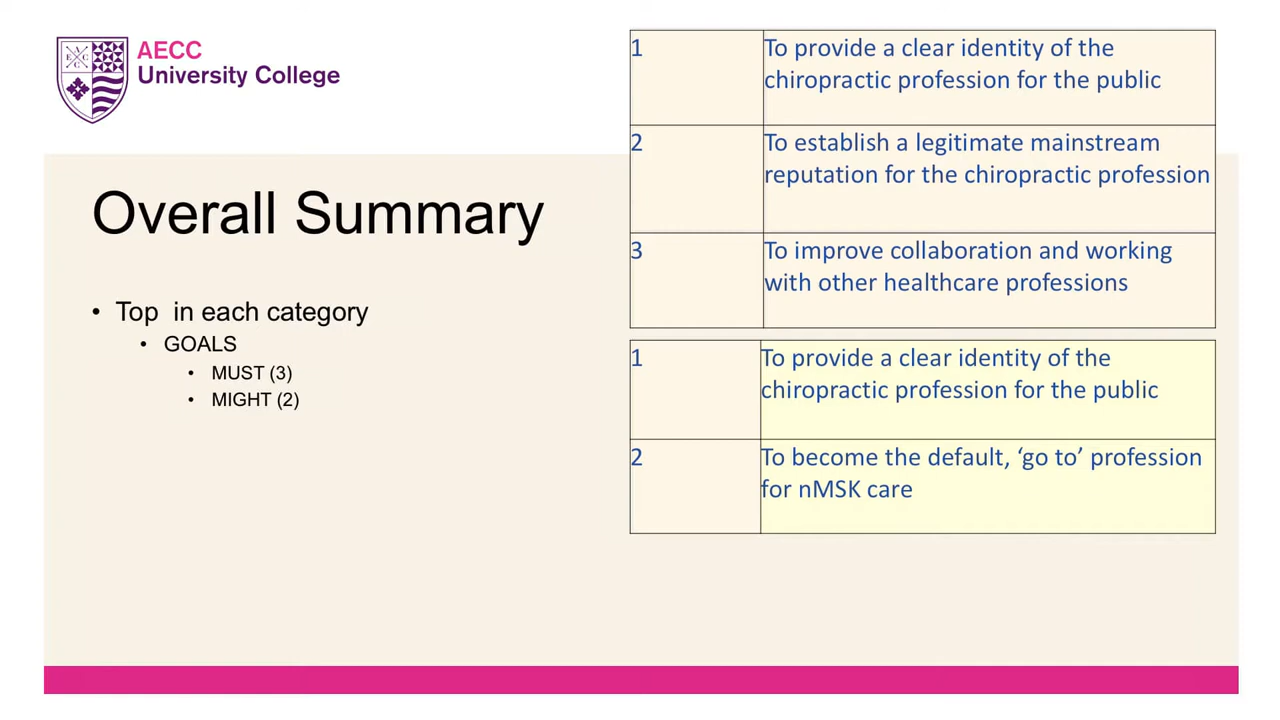 AECC
University College
Overall Summary
• Top in each category
• GOALS
• MUST (3)
• MIGHT (2)
1 To provide a clear identity of the
chiropractic profession for the public
2 To establish a legitimate mainstream
reputation for the chiropractic profession
3 To improve collaboration and working
with other healthcare professions
1 To provide a clear identity of the
chiropractic profession for the public
2 To become the default, ‘go to’ profession
for nMSK care